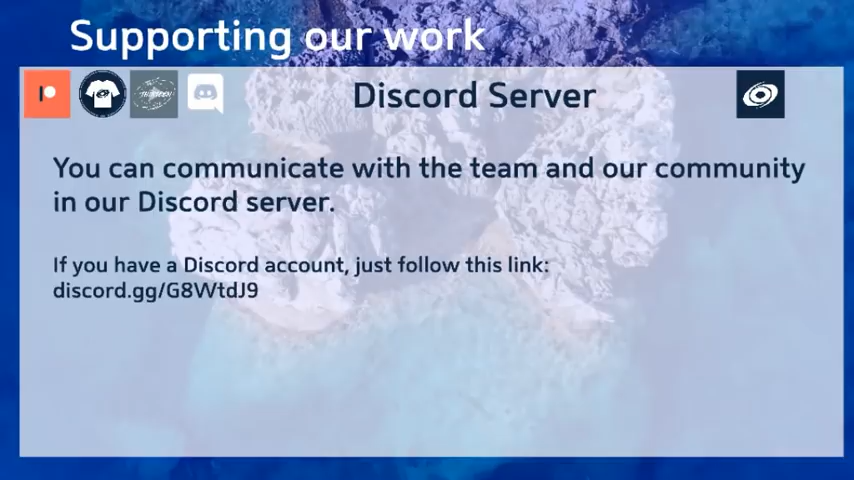 Supporting our work
Discord Server
You can communicate with the team and our community
in our Discord server.
If you have a Discord account, just follow this link:
discord.gg/G8WtdJ9